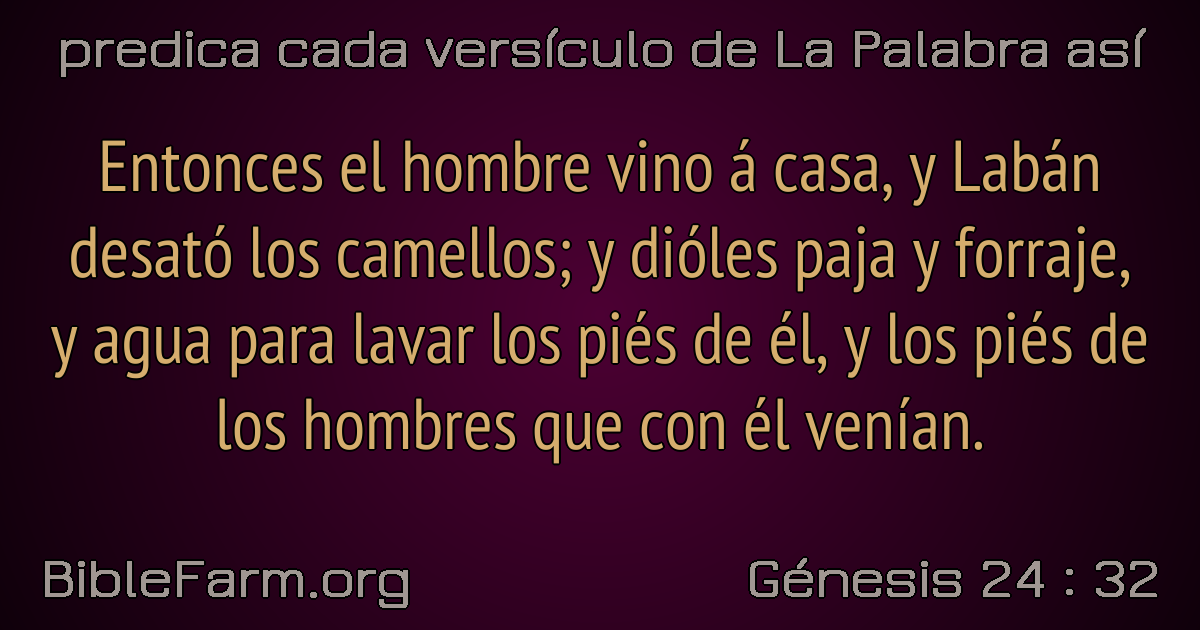 predica cada versículo de La Palabra así
Entonces el hombre vino á casa, y Labán
desató los camellos; y dióles paja y forraje,
y agua para lavar los piés de él, y los piés de
los hombres que con él venían.
BibleFarm.org
Génesis 24 : 32